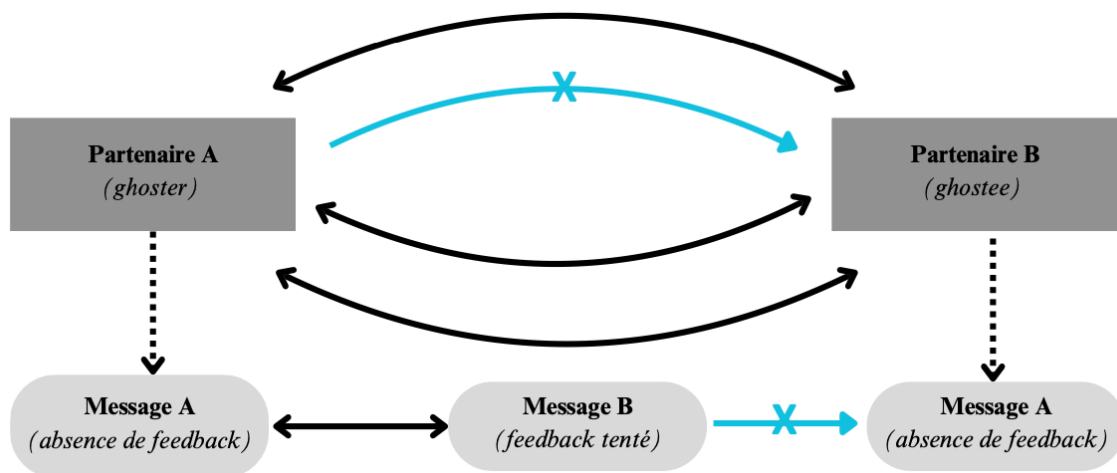 Partenaire A
(ghoster)
Partenaire B
(ghostee)
Message A
(absence de feedback)
Message B
(feedback tenté)
Message A
(absence de feedback)